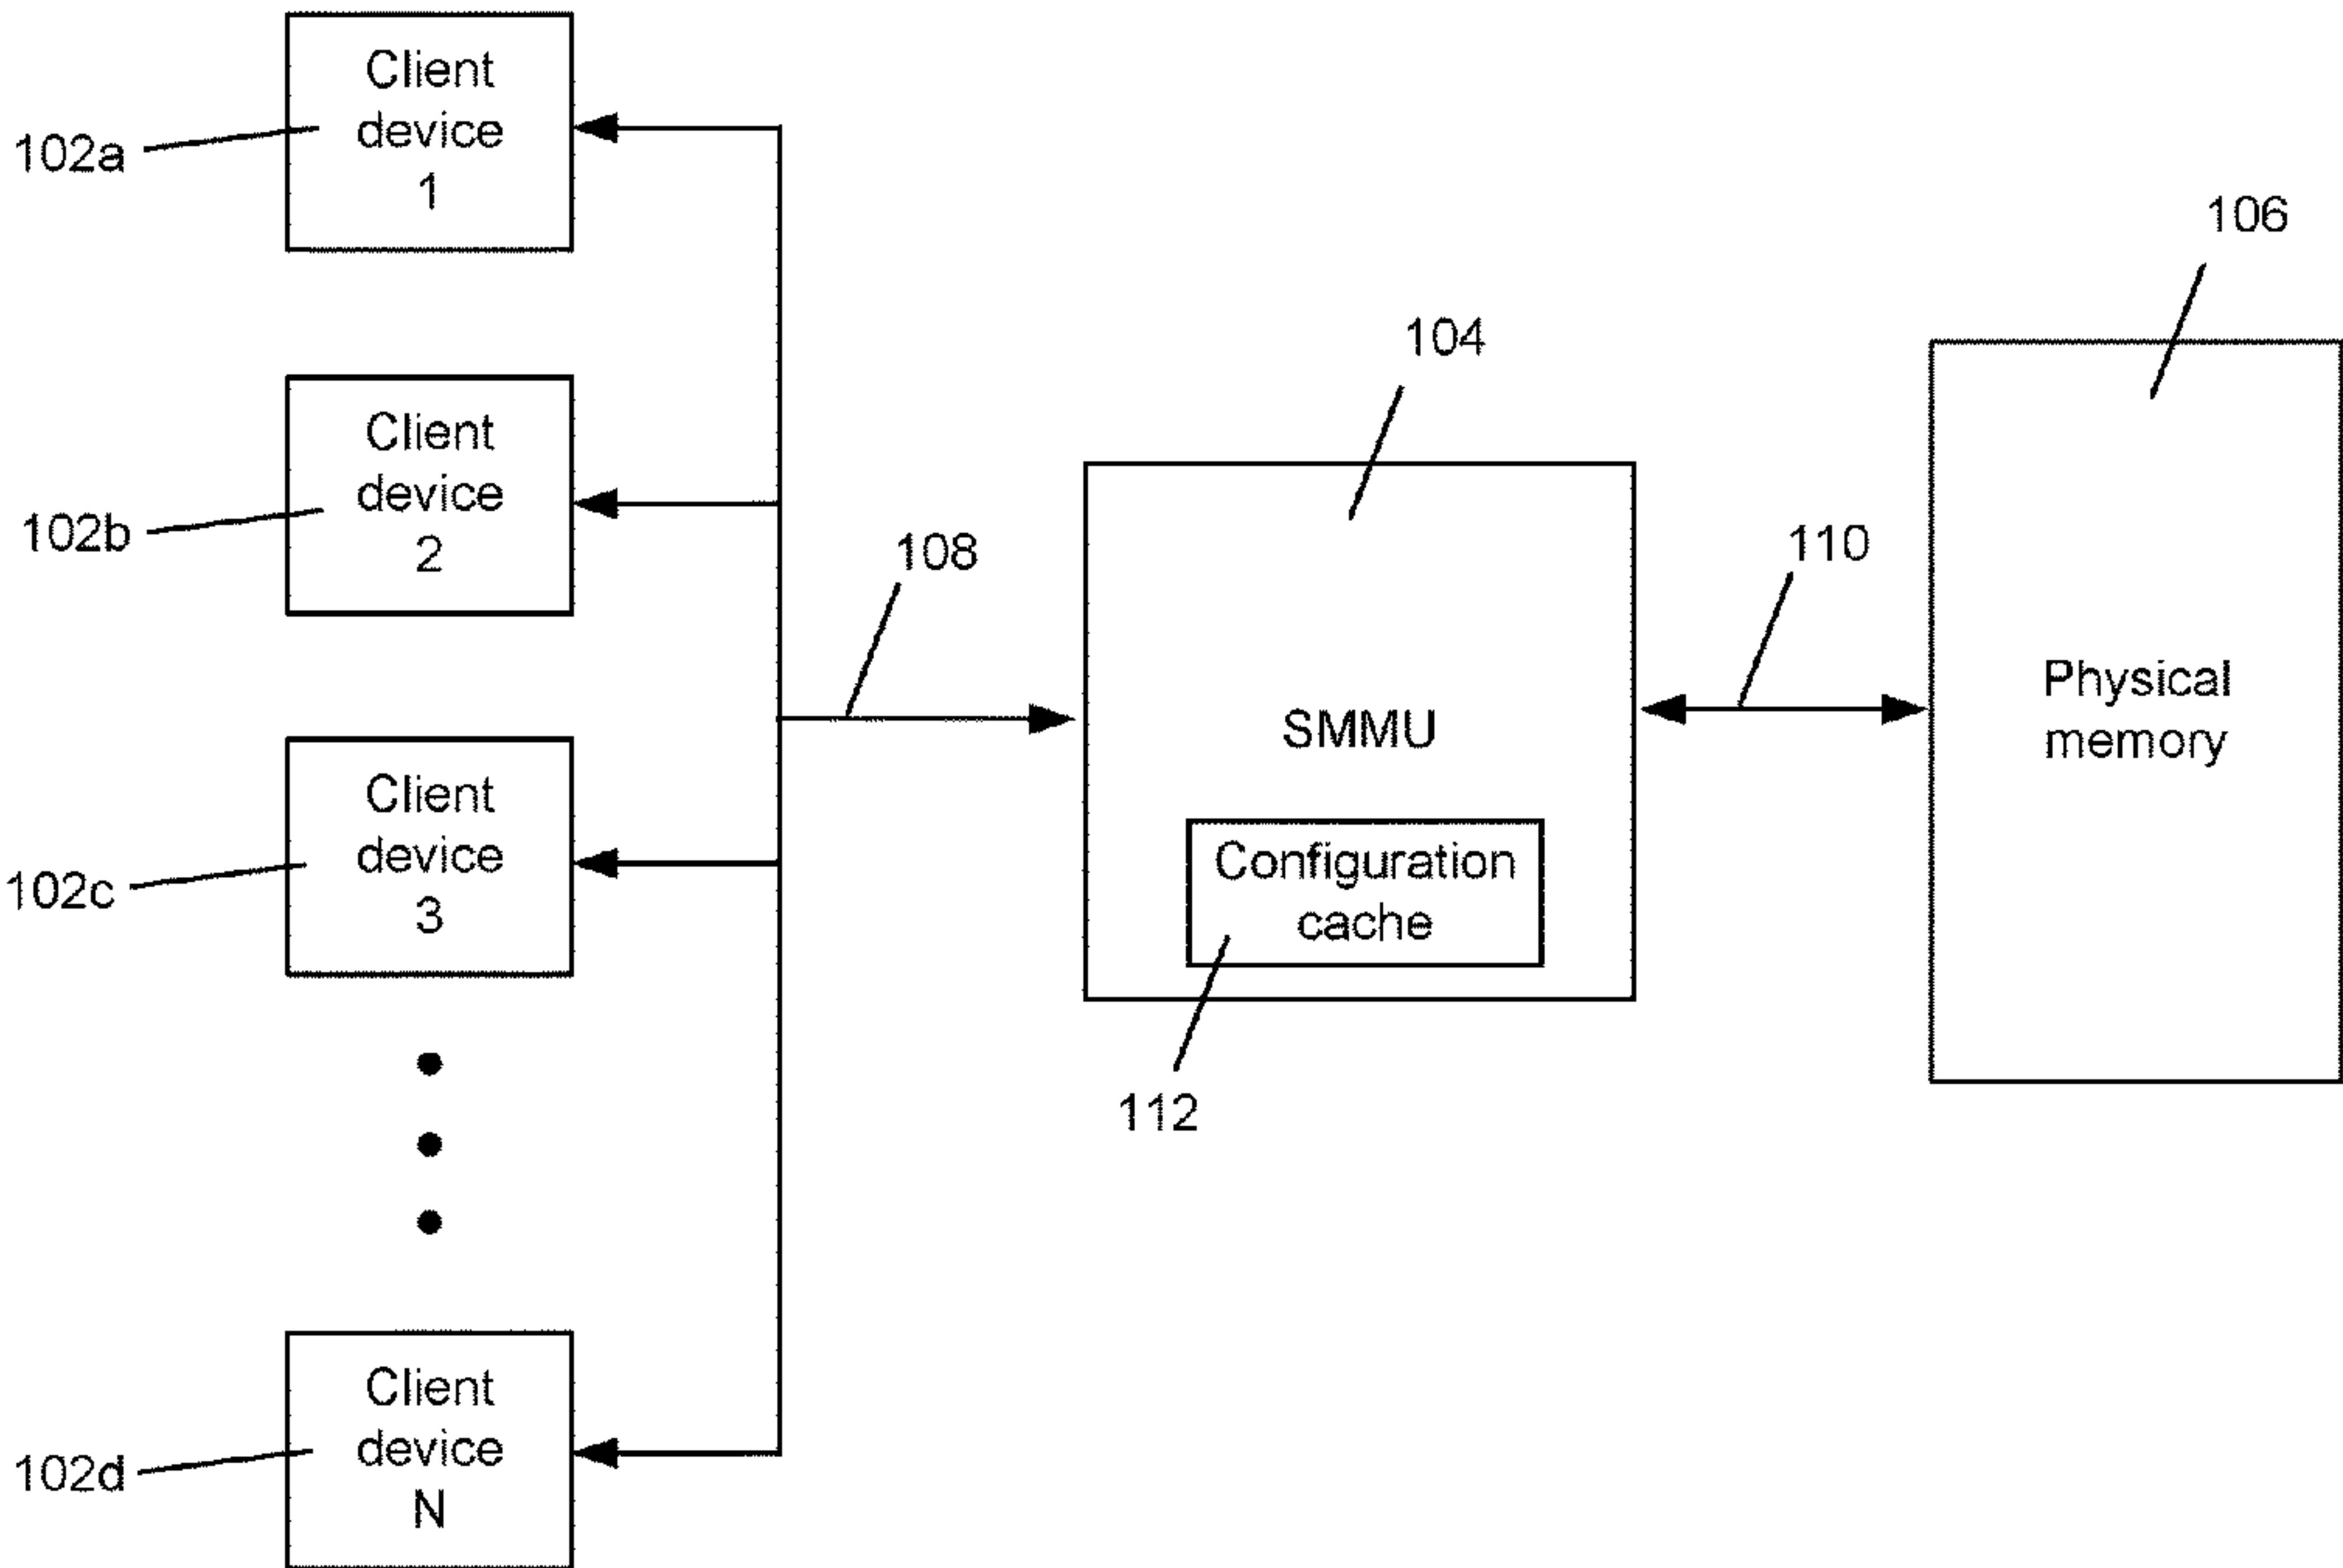 Client
device
1
102a
Client
device
2
102b
Client
device
3
102c
Client
device
N
102d
108
104
SMMU
Configuration
cache
112
110
106
Physical
memory